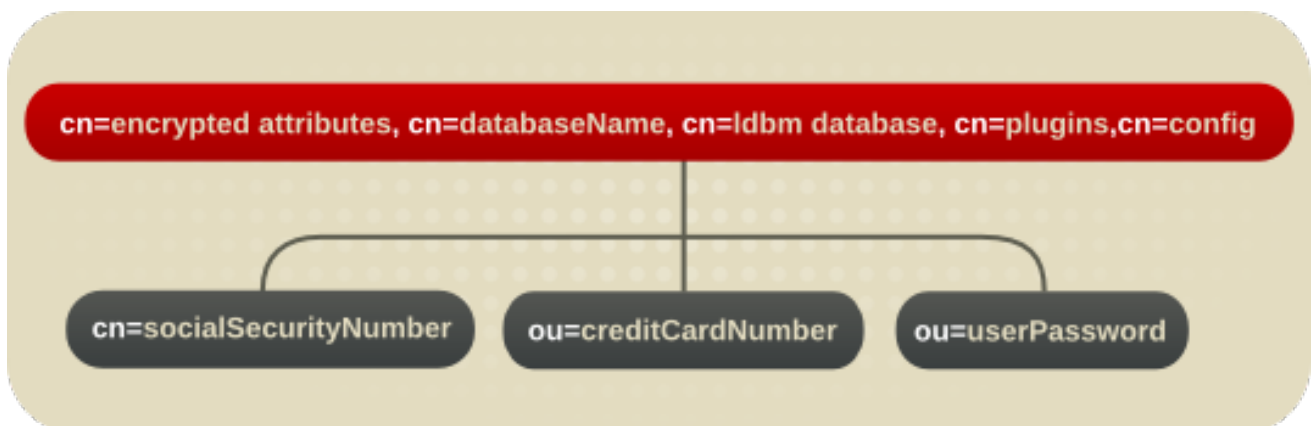 cn=encrypted attributes, cn=databaseName, cn=ldbm database, cn=plugins,cn=config
cn=socialSecurityNumber
ou=creditCardNumber
ou=userPassword